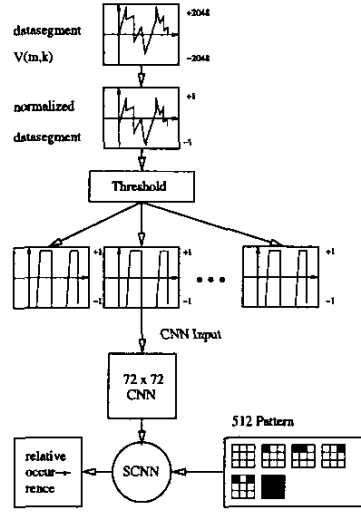 +2048
datasegment
V(m,k)
-2048
normalized
+1
datasegment
-1
Threshold
+1
+1
+1
-1
-1
-1
CNN Input
72 x 72
CNN
512 Pattern
relative
occur-
rence
SCNN